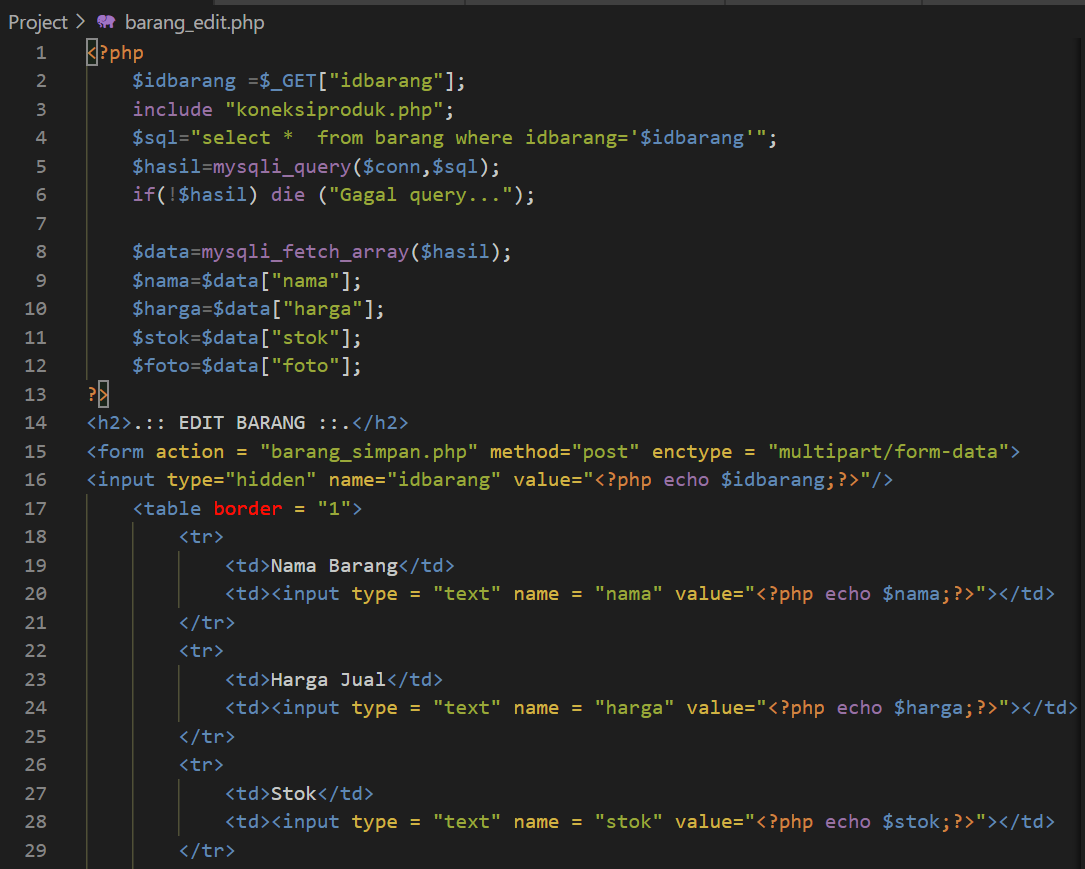 Project > barang_edit.php
1 <?php
2     $idbarang =$_GET["idbarang"];
3     include "koneksiproduk.php";
4     $sql="select *  from barang where idbarang='$idbarang'";
5     $hasil=mysqli_query($conn,$sql);
6     if(!$hasil) die ("Gagal query...");
7
8     $data=mysqli_fetch_array($hasil);
9     $nama=$data["nama"];
10     $harga=$data["harga"];
11     $stok=$data["stok"];
12     $foto=$data["foto"];
13 ?>
14 <h2>.:: EDIT BARANG ::.</h2>
15 <form action = "barang_simpan.php" method="post" enctype = "multipart/form-data">
16 <input type="hidden" name="idbarang" value="<?php echo $idbarang;?>"/>
17     <table border = "1">
18         <tr>
19             <td>Nama Barang</td>
20             <td><input type = "text" name = "nama" value="<?php echo $nama;?>"></td>
21         </tr>
22         <tr>
23             <td>Harga Jual</td>
24             <td><input type = "text" name = "harga" value="<?php echo $harga;?>"></td>
25         </tr>
26         <tr>
27             <td>Stok</td>
28             <td><input type = "text" name = "stok" value="<?php echo $stok;?>"></td>
29         </tr>